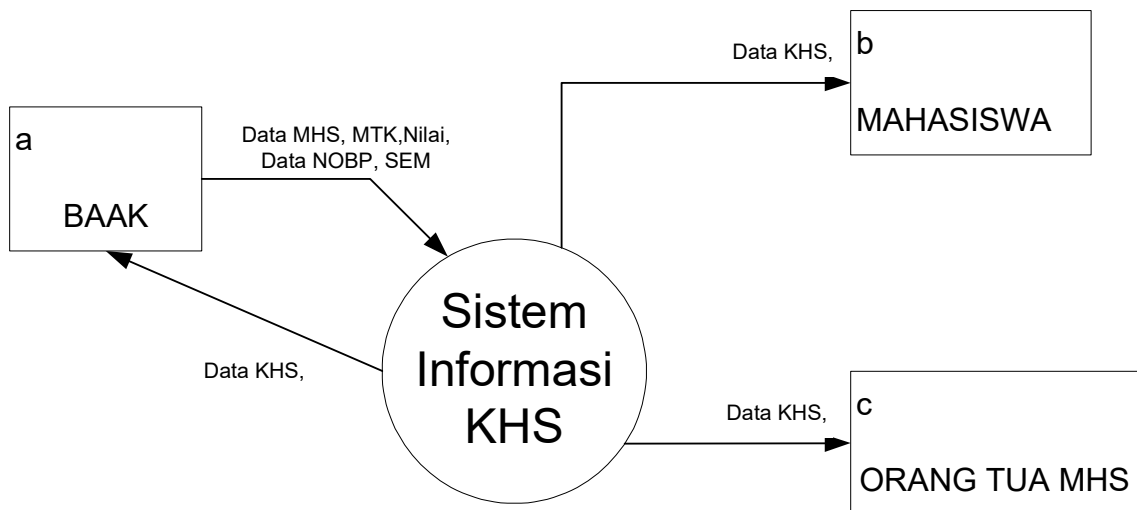 a
BAAK
Data MHS, MTK,Nilai,
Data NOBP, SEM
Data KHS,
b
MAHASISWA
Sistem
Informasi
KHS
Data KHS,
Data KHS,
c
ORANG TUA MHS